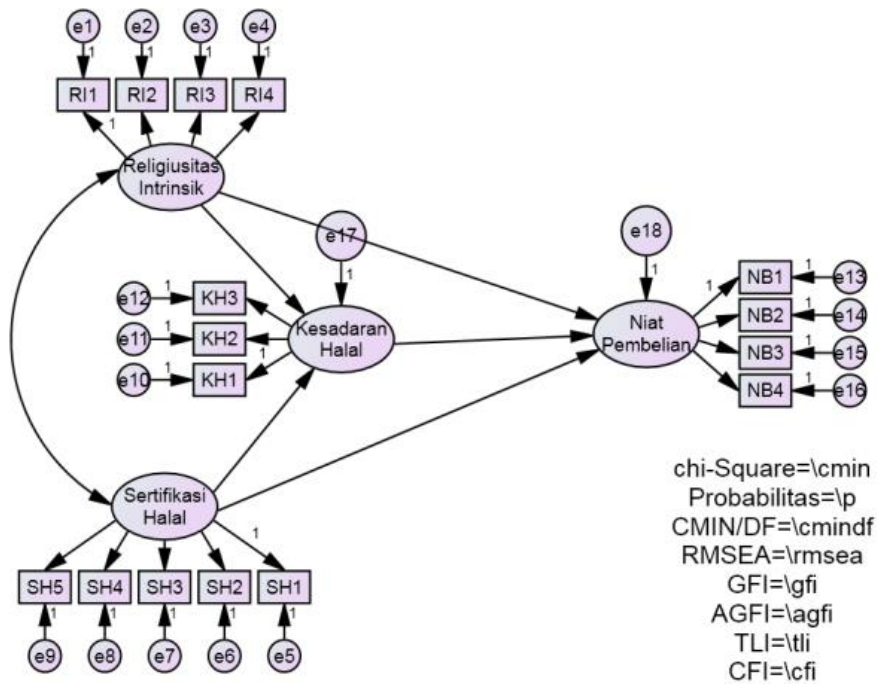 e1 e2 e3 e4
1 1 1 1
RI1 RI2 RI3 RI4
1
Religiusitas
Intrinsik
e17
1
e18
1
e12 1 KH3
e11 1 KH2
e10 1 KH1 1
Kesadaran
Halal
Niat
Pembelian
1 NB1 1 e13
NB2 1 e14
NB3 1 e15
NB4 1 e16
Sertifikasi
Halal
1
SH5 SH4 SH3 SH2 SH1
1 1 1 1 1
e9 e8 e7 e6 e5
chi-Square=\cmin
Probabilitas=\p
CMIN/DF=\cmindf
RMSEA=\rmsea
GFI=\gfi
AGFI=\agfi
TLI=\tli
CFI=\cfi